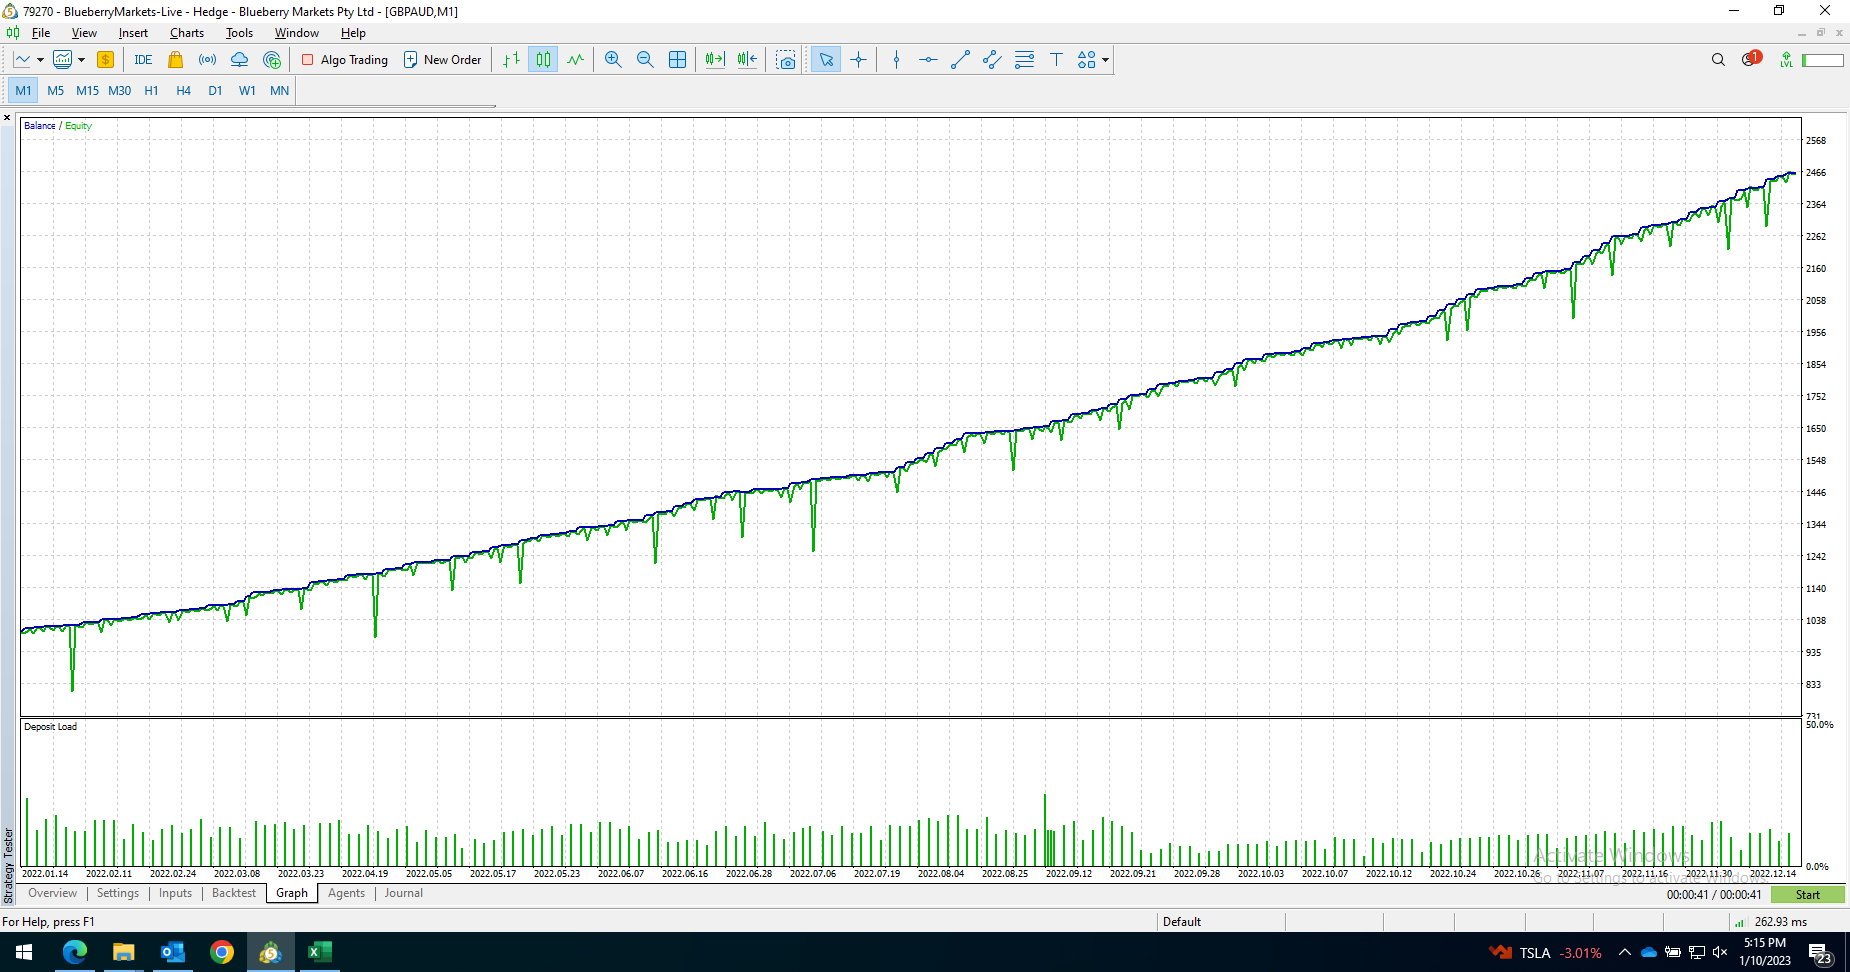 79270 - BlueberryMarkets-Live - Hedge - Blueberry Markets Pty Ltd - [GBPAUD,M1]
File View Insert Charts Tools Window Help
IDE Algo Trading New Order 1 LVL
M1 M5 M15 M30 H1 H4 D1 W1 MN
Balance / Equity
2568
2466
2364
2262
2160
2058
1956
1854
1752
1650
1548
1446
1344
1242
1140
1038
935
833
731
Deposit Load
50.0%
0.0%
2022.01.14 2022.02.11 2022.02.24 2022.03.08 2022.03.23 2022.04.19 2022.05.05 2022.05.17 2022.05.23 2022.06.07 2022.06.16 2022.06.28 2022.07.06 2022.07.19 2022.08.04 2022.08.25 2022.09.12 2022.09.21 2022.09.28 2022.10.03 2022.10.07 2022.10.12 2022.10.24 2022.10.26 2022.11.07 2022.11.16 2022.11.30 2022.12.14
Strategy Tester
Activate Windows
Go to Settings to activate Windows.
Overview Settings Inputs Backtest Graph Agents Journal
00:00:41 / 00:00:41 Start
For Help, press F1 Default 262.93 ms
TSLA -3.01% 5:15 PM
1/10/2023 23